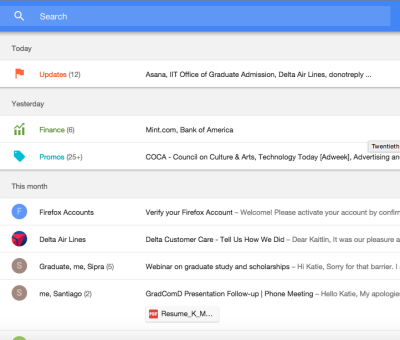 Search
Today
Updates (12) Asana, IIT Office of Graduate Admission, Delta Air Lines, donotreply ...
Yesterday
Finance (6) Mint.com, Bank of America
Twentieth
Promos (25+) COCA - Council on Culture & Arts, Technology Today [Adweek], Advertising an
This month
F Firefox Accounts Verify your Firefox Account – Welcome! Please activate your account by confirm
Delta Air Lines Delta Customer Care - Tell Us How We Did – Dear Kaitlin, It was our pleasure a
S Graduate, me, Sipra (5) Webinar on graduate study and scholarships – Hi Katie, Sorry for that barrier. I
S me, Santiago (2) GradComD Presentation Follow-up | Phone Meeting – Hello Katie, My apologies
PDF Resume_K_M...